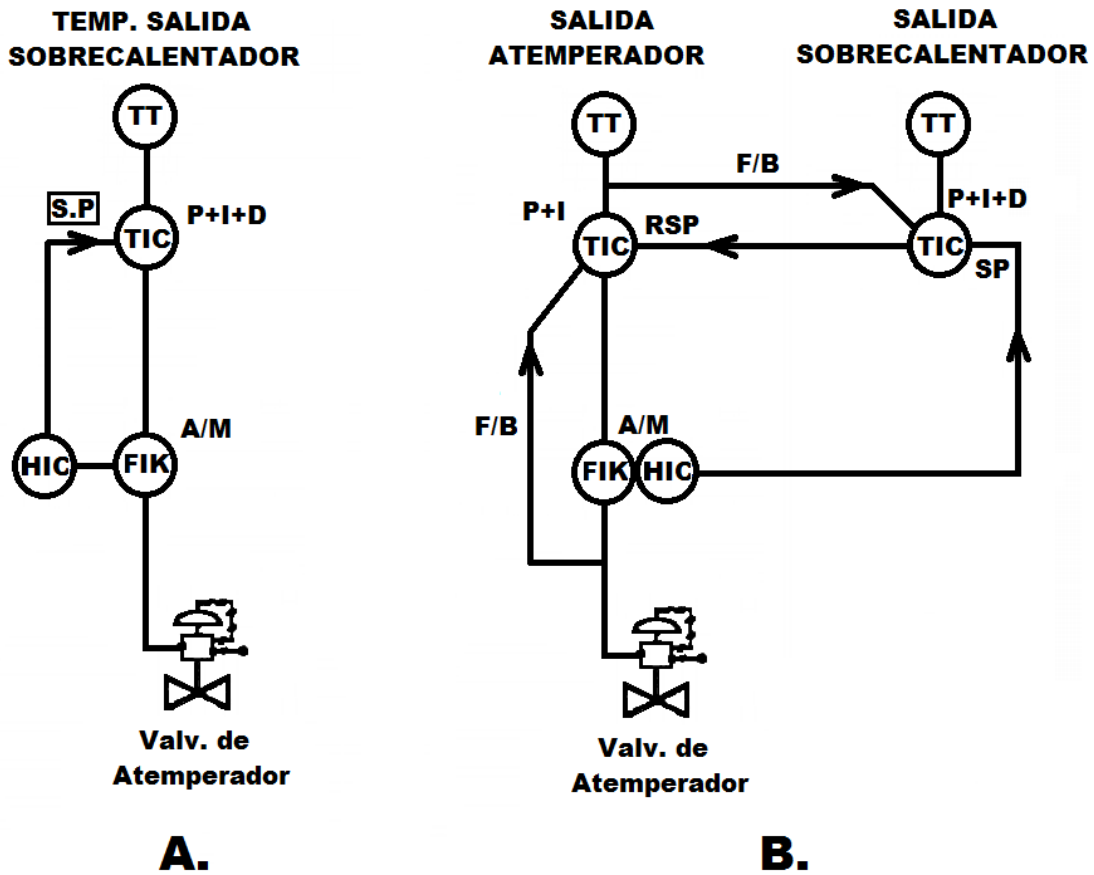 TEMP. SALIDA
SOBRECALENTADOR
TT
S.P
P+I+D
TIC
A/M
HIC
FIK
Valv. de
Atemperador
A.
SALIDA
ATEMPERADOR
SALIDA
SOBRECALENTADOR
TT
TT
F/B
P+I
RSP
P+I+D
TIC
TIC
SP
F/B
A/M
FIK
HIC
Valv. de
Atemperador
B.